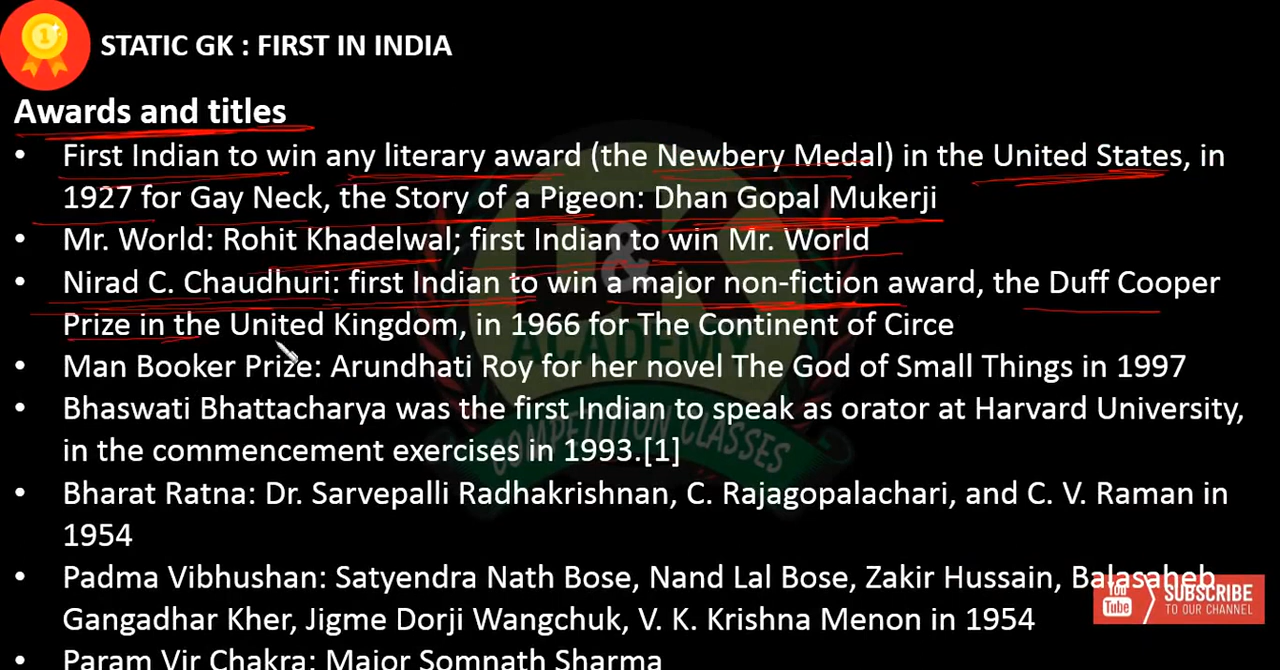 STATIC GK : FIRST IN INDIA
Awards and titles
• First Indian to win any literary award (the Newbery Medal) in the United States, in
1927 for Gay Neck, the Story of a Pigeon: Dhan Gopal Mukerji
• Mr. World: Rohit Khadelwal; first Indian to win Mr. World
• Nirad C. Chaudhuri: first Indian to win a major non-fiction award, the Duff Cooper
Prize in the United Kingdom, in 1966 for The Continent of Circe
• Man Booker Prize: Arundhati Roy for her novel The God of Small Things in 1997
• Bhaswati Bhattacharya was the first Indian to speak as orator at Harvard University,
in the commencement exercises in 1993.[1]
• Bharat Ratna: Dr. Sarvepalli Radhakrishnan, C. Rajagopalachari, and C. V. Raman in
1954
• Padma Vibhushan: Satyendra Nath Bose, Nand Lal Bose, Zakir Hussain, Balasaheb
Gangadhar Kher, Jigme Dorji Wangchuk, V. K. Krishna Menon in 1954
• Param Vir Chakra: Major Somnath Sharma
1
&
ACADEMY
COMPETITION CLASSES
You
Tube
SUBSCRIBE
TO OUR CHANNEL